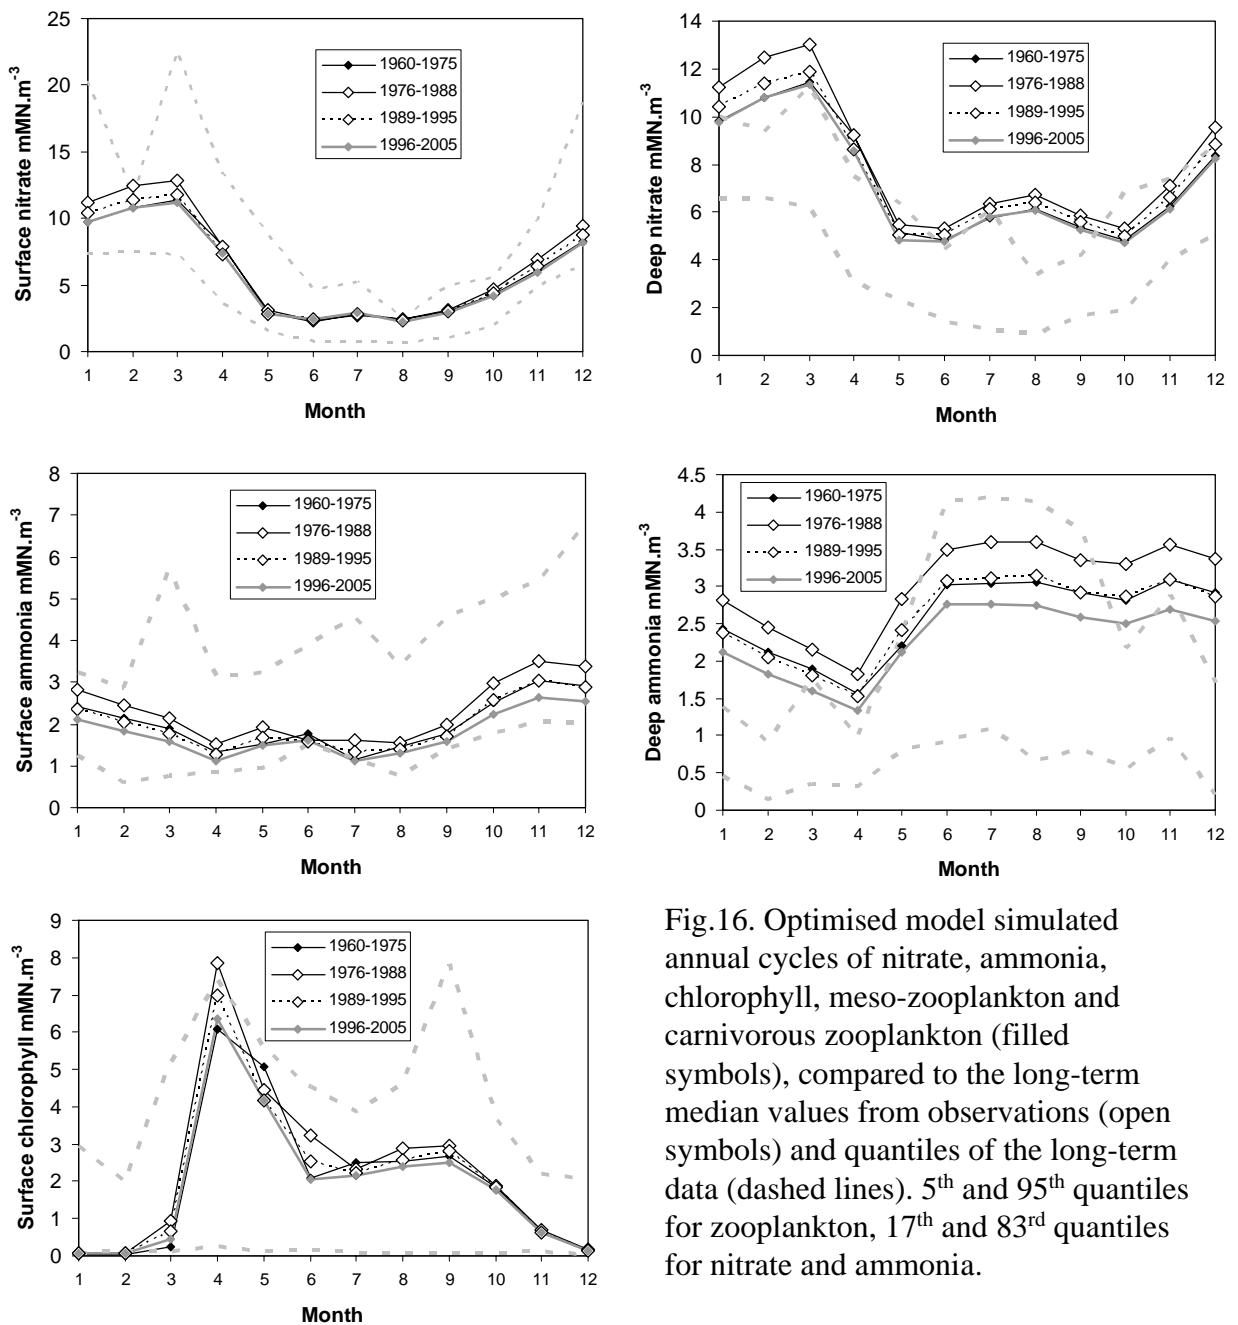 Surface nitrate mMN.m-3
25
20
15
10
5
0
1960-1975
1976-1988
1989-1995
1996-2005
1 2 3 4 5 6 7 8 9 10 11 12
Month
Deep nitrate mMN.m-3
14
12
10
8
6
4
2
0
1960-1975
1976-1988
1989-1995
1996-2005
1 2 3 4 5 6 7 8 9 10 11 12
Month
Surface ammonia mMN.m-3
8
7
6
5
4
3
2
1
0
1960-1975
1976-1988
1989-1995
1996-2005
1 2 3 4 5 6 7 8 9 10 11 12
Month
Deep ammonia mMN.m-3
4.5
4
3.5
3
2.5
2
1.5
1
0.5
0
1960-1975
1976-1988
1989-1995
1996-2005
1 2 3 4 5 6 7 8 9 10 11 12
Month
Surface chlorophyll mMN.m-3
9
8
7
6
5
4
3
2
1
0
1960-1975
1976-1988
1989-1995
1996-2005
1 2 3 4 5 6 7 8 9 10 11 12
Month
Fig.16. Optimised model simulated
annual cycles of nitrate, ammonia,
chlorophyll, meso-zooplankton and
carnivorous zooplankton (filled
symbols), compared to the long-term
median values from observations (open
symbols) and quantiles of the long-term
data (dashed lines). 5th and 95th quantiles
for zooplankton, 17th and 83rd quantiles
for nitrate and ammonia.